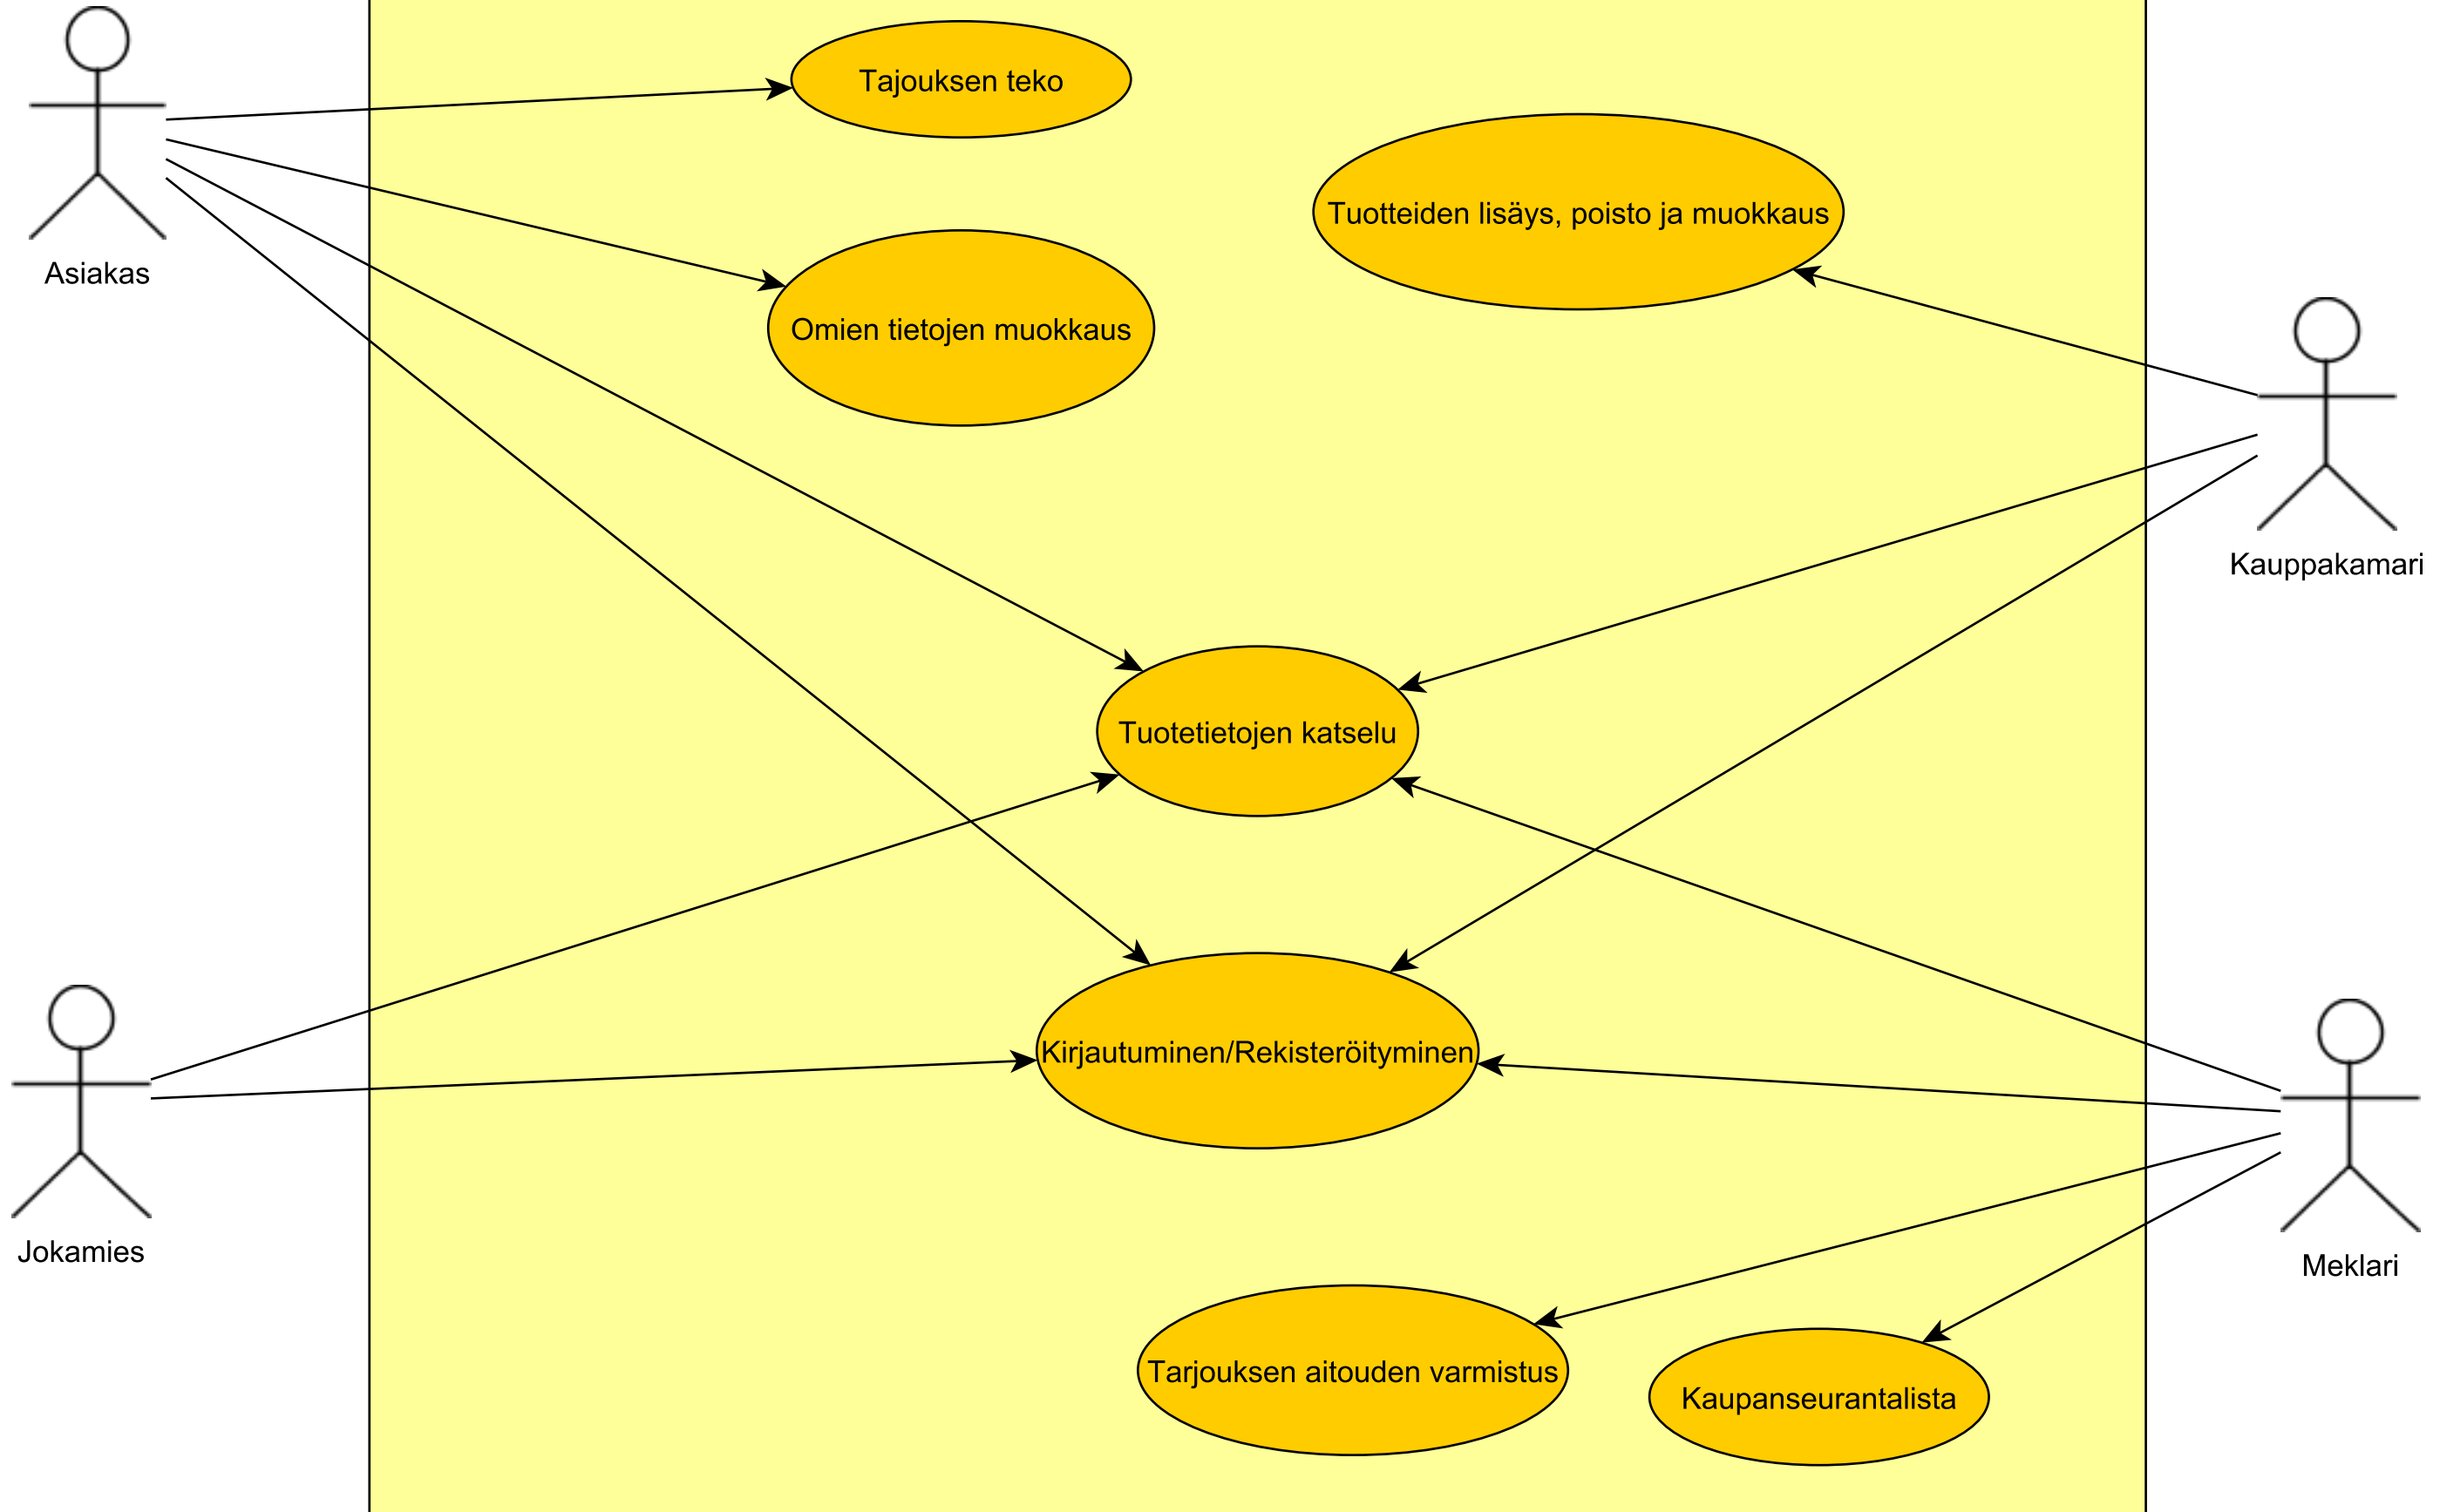 Tajouksen teko
Tuotteiden lisäys, poisto ja muokkaus
Asiakas
Omien tietojen muokkaus
Kauppakamari
Tuotetietojen katselu
Kirjautuminen/Rekisteröityminen
Jokamies
Meklari
Tarjouksen aitouden varmistus
Kaupanseurantalista